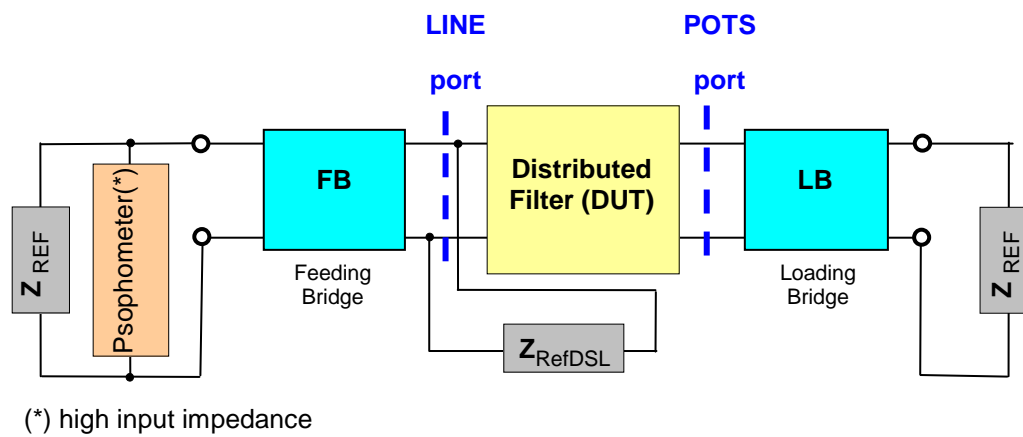 LINE
port
POTS
port
Z REF
Psophometer(*)
FB
Feeding
Bridge
Distributed
Filter (DUT)
ZRefDSL
LB
Loading
Bridge
Z REF
(*) high input impedance